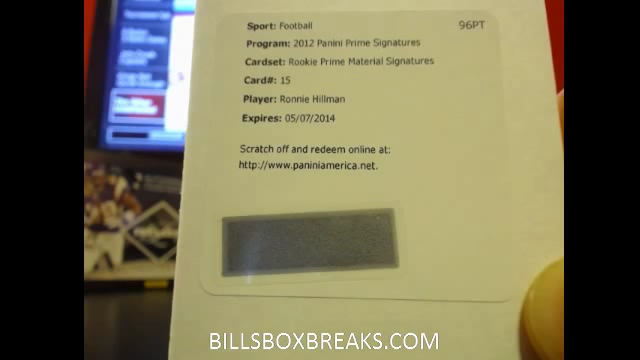 Sport: Football
96PT
Program: 2012 Panini Prime Signatures
Cardset: Rookie Prime Material Signatures
Card#: 15
Player: Ronnie Hillman
Expires: 05/07/2014
Scratch off and redeem online at:
http://www.paniniamerica.net.
BILLSBOXBREAKS.COM